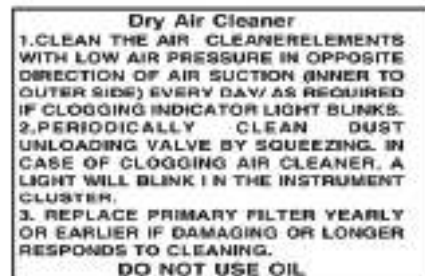 Dry Air Cleaner
1.CLEAN THE AIR CLEANERELEMENTS
WITH LOW AIR PRESSURE IN OPPOSITE
DIRECTION OF AIR SUCTION (INNER TO
OUTER SIDE) EVERY DAY/ AS REQUIRED
IF CLOGGING INDICATOR LIGHT BLINKS.
2.PERIODICALLY CLEAN DUST
UNLOADING VALVE BY SQUEEZING. IN
CASE OF CLOGGING AIR CLEANER. A
LIGHT WILL BLINK I N THE INSTRUMENT
CLUSTER.
3. REPLACE PRIMARY FILTER YEARLY
OR EARLIER IF DAMAGING OR LONGER
RESPONDS TO CLEANING.
DO NOT USE OIL